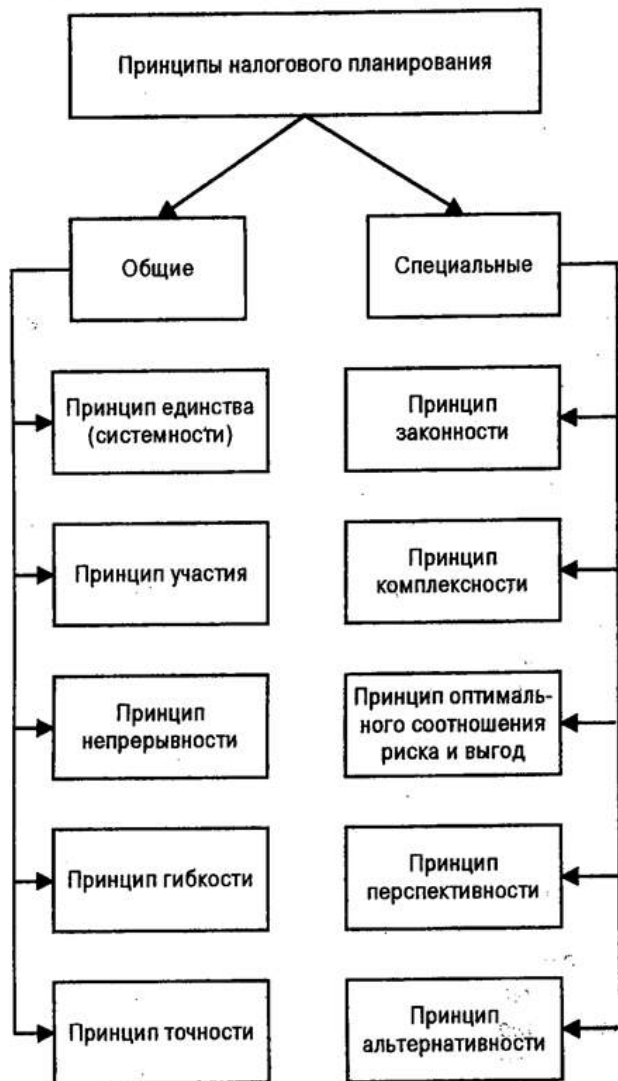 Принципы налогового планирования
Общие
Специальные
Принцип единства
(системности)
Принцип
законности
Принцип участия
Принцип
комплексности
Принцип
непрерывности
Принцип оптималь-
ного соотношения
риска и выгод
Принцип гибкости
Принцип
перспективности
Принцип точности
Принцип
альтернативности